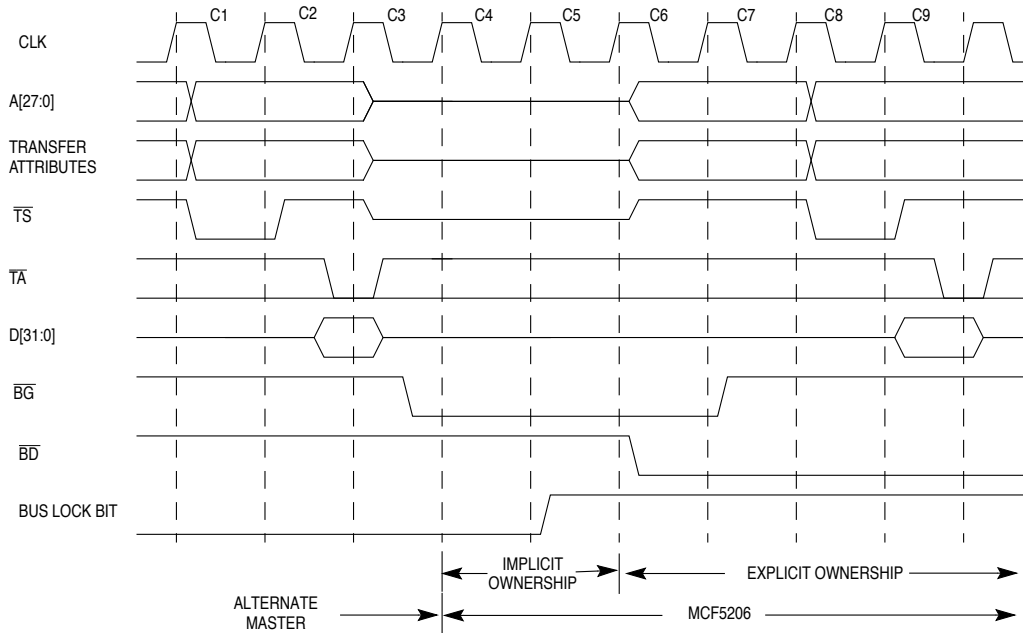 C1 C2 C3 C4 C5 C6 C7 C8 C9
CLK
A[27:0]
TRANSFER
ATTRIBUTES
TS
TA
D[31:0]
BG
BD
BUS LOCK BIT
IMPLICIT
OWNERSHIP
EXPLICIT OWNERSHIP
ALTERNATE
MASTER
MCF5206